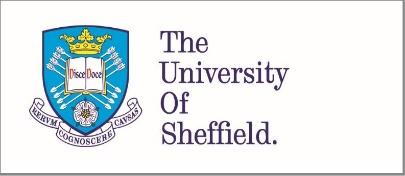 Disce Doce
RERVM COGNOSCERE CAVSAS
The
University
Of
Sheffield.